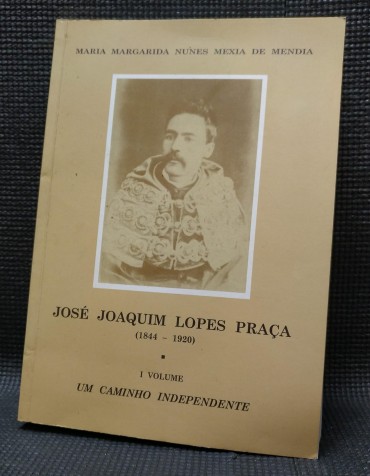 MARIA MARGARIDA NUNES MEXIA DE MENDIA
JOSÉ JOAQUIM LOPES PRAÇA
(1844 - 1920)
I VOLUME
UM CAMINHO INDEPENDENTE